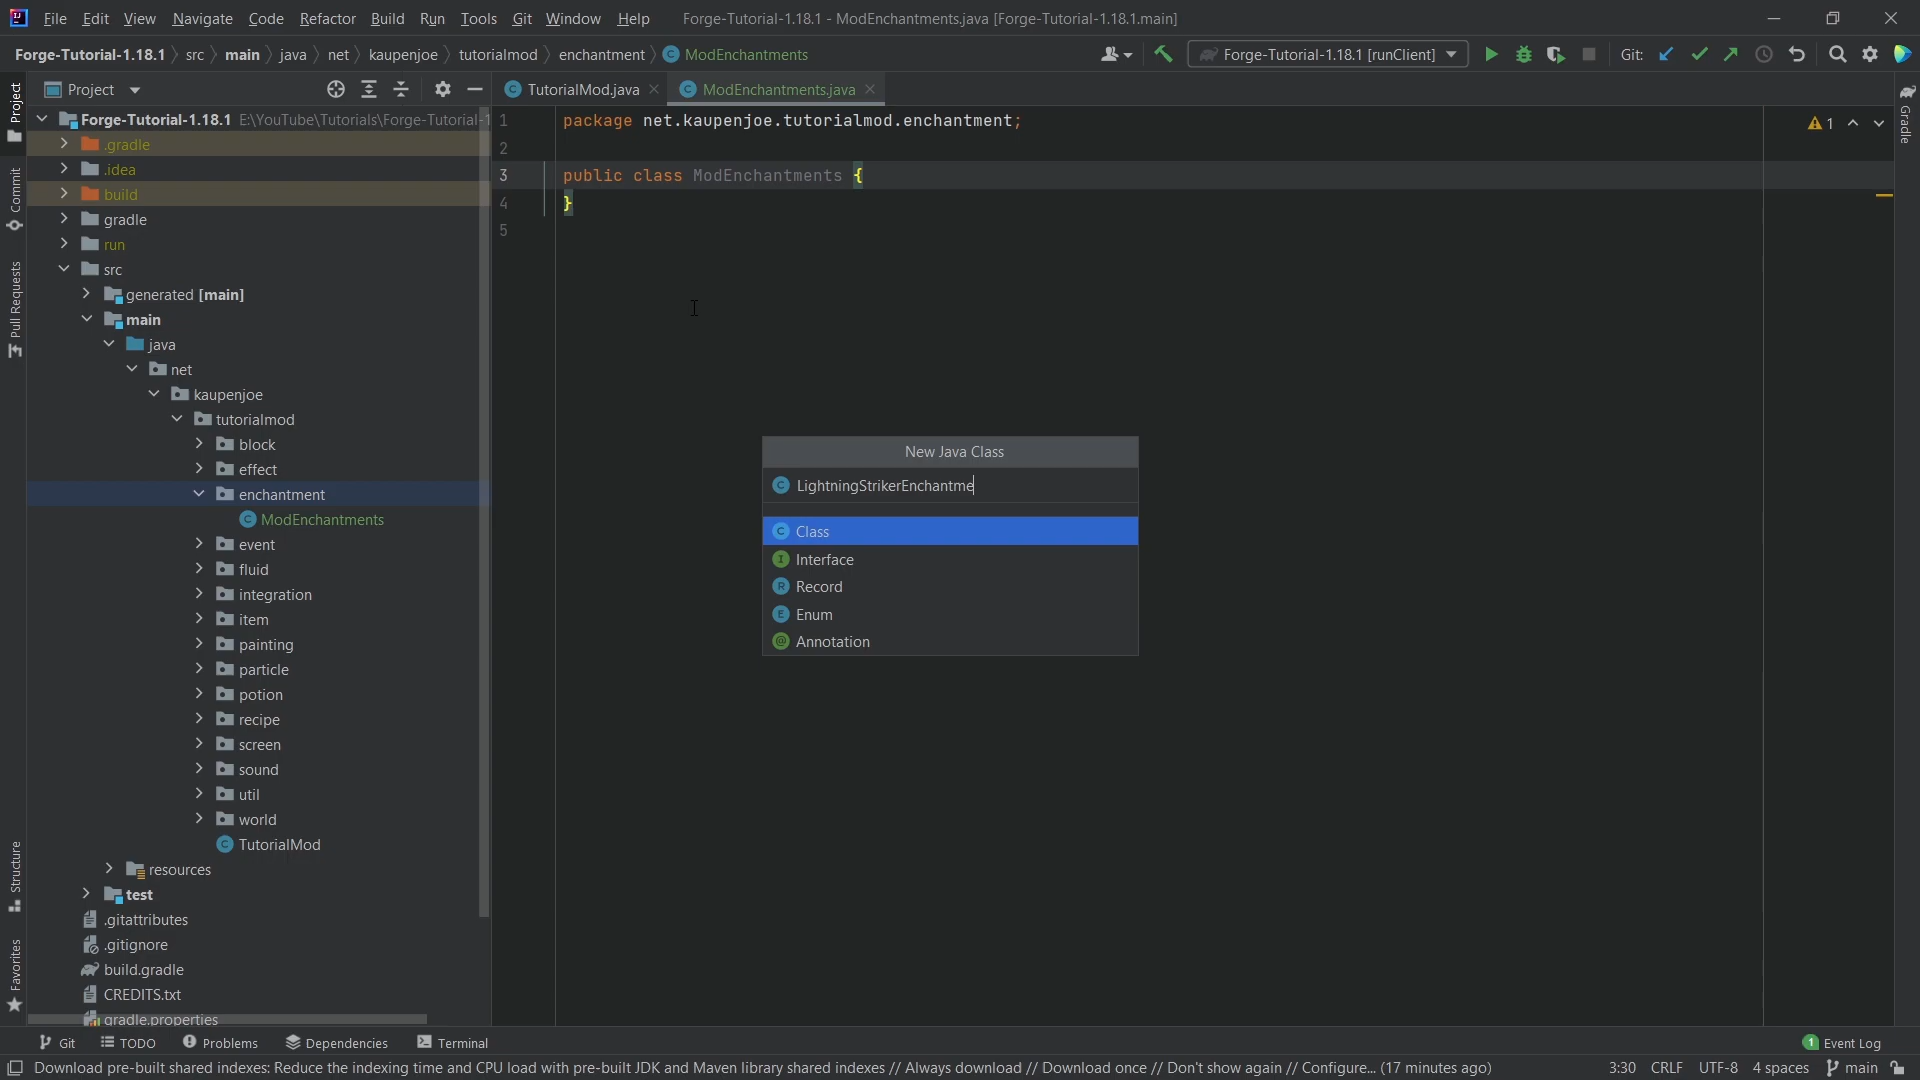 File Edit View Navigate Code Refactor Build Run Tools Git Window Help Forge-Tutorial-1.18.1 - ModEnchantments.java [Forge-Tutorial-1.18.1.main]
Forge-Tutorial-1.18.1 src main java net kaupenjoe tutorialmod enchantment ModEnchantments Forge-Tutorial-1.18.1 [runClient] Git:
Project TutorialMod.java ModEnchantments.java
Forge-Tutorial-1.18.1 E:\YouTube\Tutorials\Forge-Tutorial-1
.gradle
.idea
build
gradle
run
src
generated [main]
main
java
net
kaupenjoe
tutorialmod
block
effect
enchantment
ModEnchantments
event
fluid
integration
item
painting
particle
potion
recipe
screen
sound
util
world
TutorialMod
resources
test
.gitattributes
.gitignore
build.gradle
CREDITS.txt
gradle.properties
1 package net.kaupenjoe.tutorialmod.enchantment;
2
3 public class ModEnchantments {
4 }
5
1
New Java Class
LightningStrikerEnchantme
Class
Interface
Record
Enum
Annotation
Project
Commit
Pull Requests
Structure
Favorites
Gradle
Git TODO Problems Dependencies Terminal 1 Event Log
Download pre-built shared indexes: Reduce the indexing time and CPU load with pre-built JDK and Maven library shared indexes // Always download // Download once // Don't show again // Configure... (17 minutes ago) 3:30 CRLF UTF-8 4 spaces main